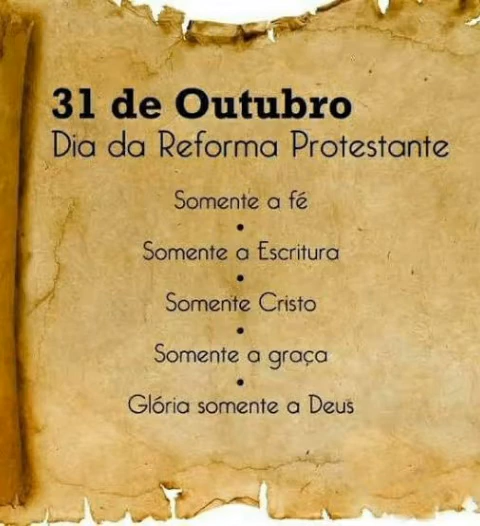 31 de Outubro
Dia da Reforma Protestante
Somente a fé
•
Somente a Escritura
•
Somente Cristo
•
Somente a graça
•
Glória somente a Deus